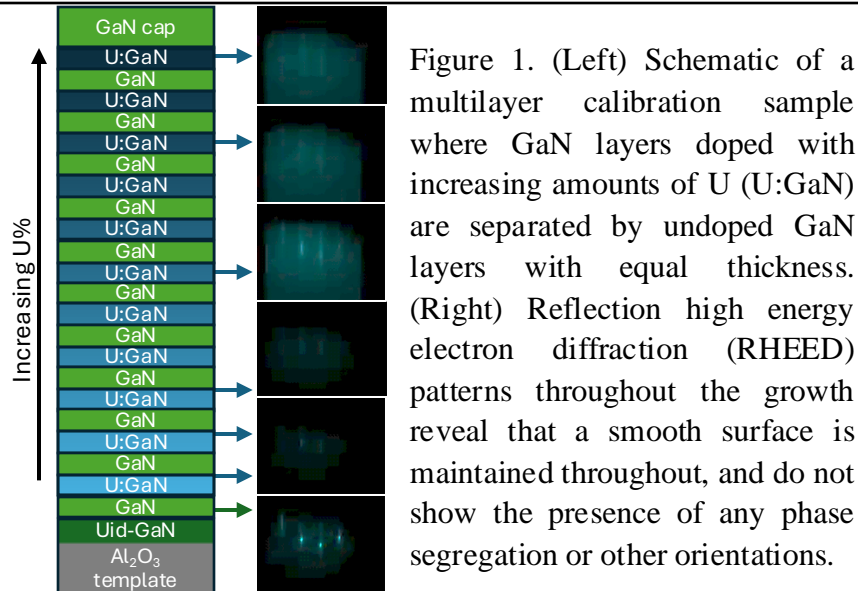 GaN cap
U:GaN
GaN
U:GaN
GaN
U:GaN
GaN
U:GaN
GaN
U:GaN
GaN
U:GaN
GaN
U:GaN
GaN
U:GaN
GaN
U:GaN
GaN
U:GaN
GaN
U:GaN
GaN
Uid-GaN
Al₂O₃
template
Increasing U%
Figure 1. (Left) Schematic of a
multilayer calibration sample
where GaN layers doped with
increasing amounts of U (U:GaN)
are separated by undoped GaN
layers with equal thickness.
(Right) Reflection high energy
electron diffraction (RHEED)
patterns throughout the growth
reveal that a smooth surface is
maintained throughout, and do not
show the presence of any phase
segregation or other orientations.